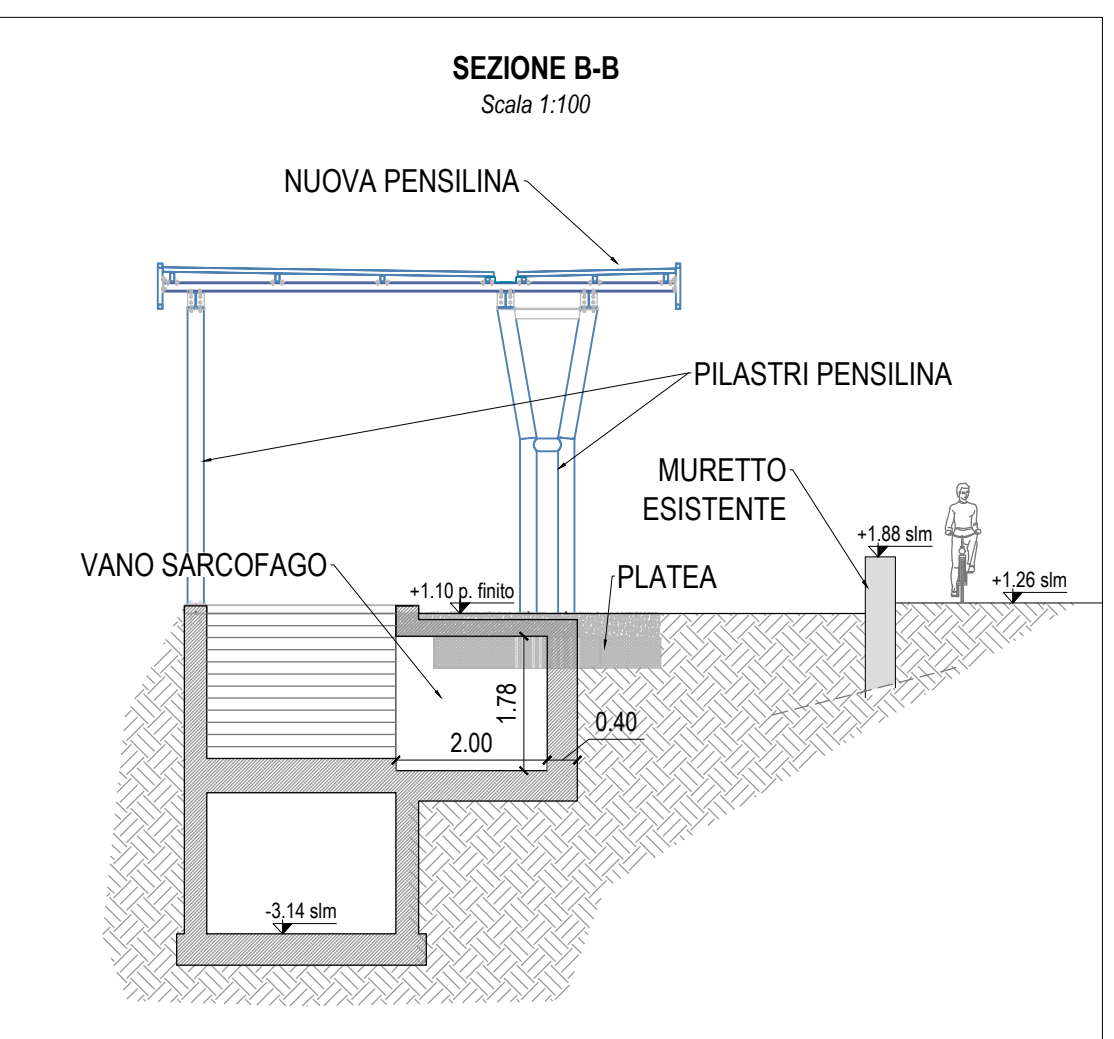 SEZIONE B-B
Scala 1:100
NUOVA PENSILINA
PILASTRI PENSILINA
MURETTO
ESISTENTE
+1.88 slm
VANO SARCOFAGO
+1.10 p. finito
PLATEA
+1.26 slm
1.78
0.40
2.00
-3.14 slm